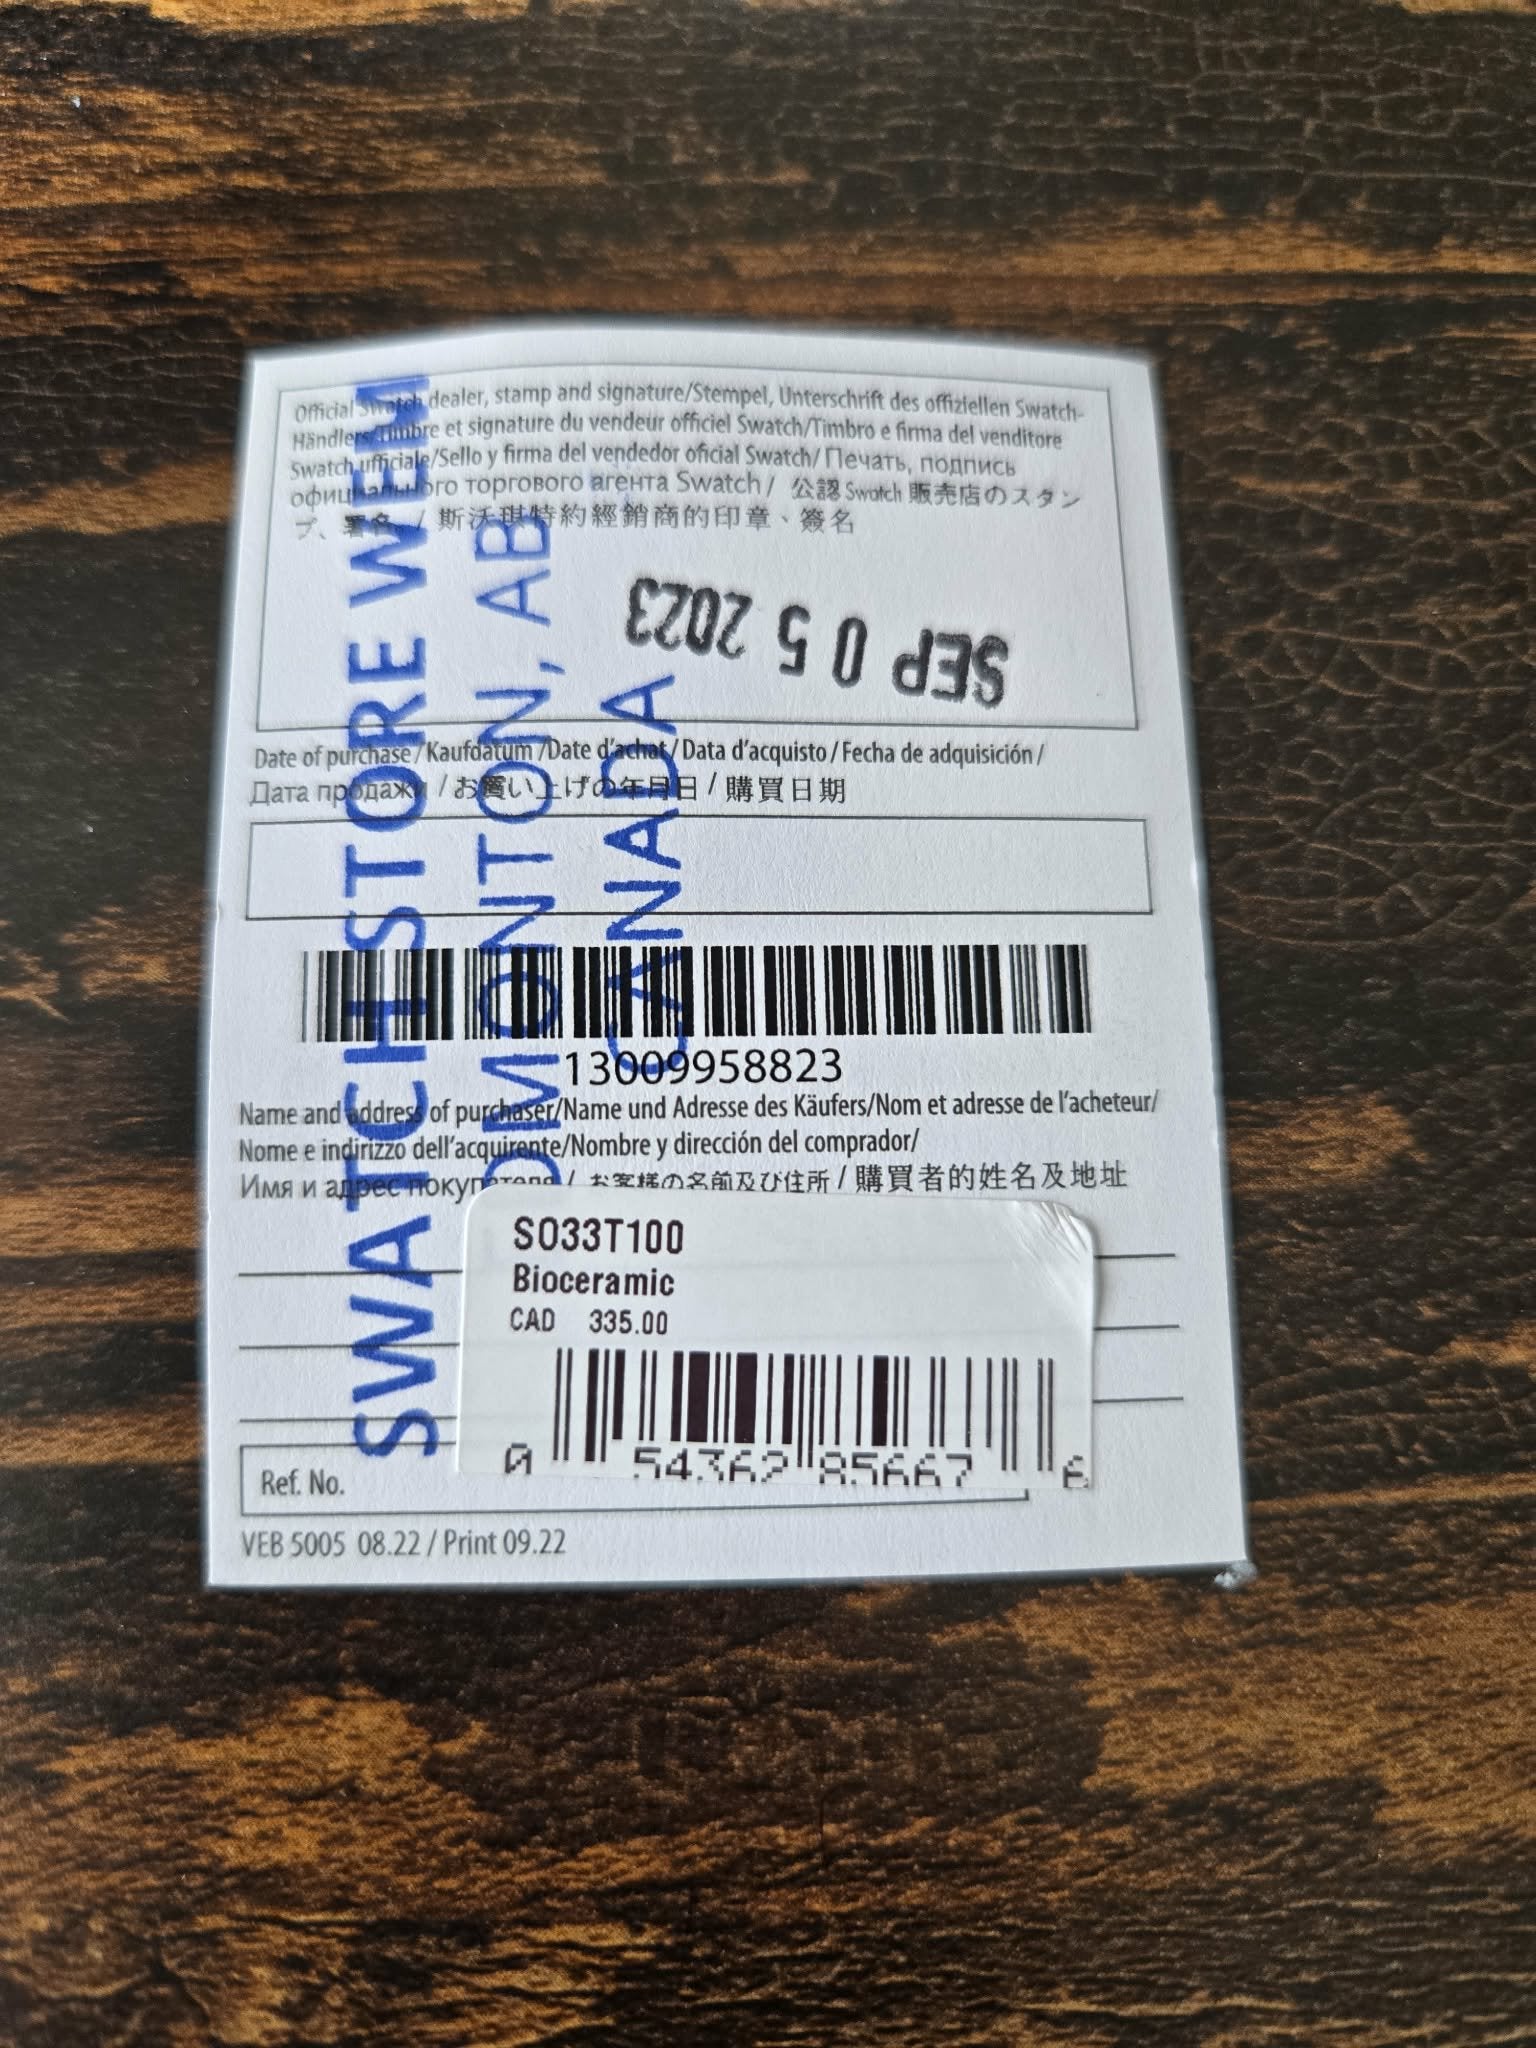 Official Swatch dealer, stamp and signature/Stempel, Unterschrift des offiziellen Swatch-
Händlers/Timbre et signature du vendeur officiel Swatch/Timbro e firma del venditore
Swatch ufficiale/Sello y firma del vendedor oficial Swatch/ Печать, подпись
официального торгового агента Swatch / 公認 Swatch 販売店のスタン
プ、署名 / 斯沃琪特約經銷商的印章、簽名
SEP 05 2023
SWATCH STORE WEM
EDMONTON, AB
CANADA
Date of purchase/Kaufdatum/Date d'achat/Data d'acquisto/Fecha de adquisición/
Дата продажи / お買い上げの年月日 / 購買日期
13009958823
Name and address of purchaser/Name und Adresse des Käufers/Nom et adresse de l'acheteur/
Nome e indirizzo dell'acquirente/Nombre y dirección del comprador/
Имя и адрес покупателя / お客様の名前及び住所 / 購買者的姓名及地址
SO33T100
Bioceramic
CAD 335.00
0 54362 85667 6
Ref. No.
VEB 5005 08.22 / Print 09.22